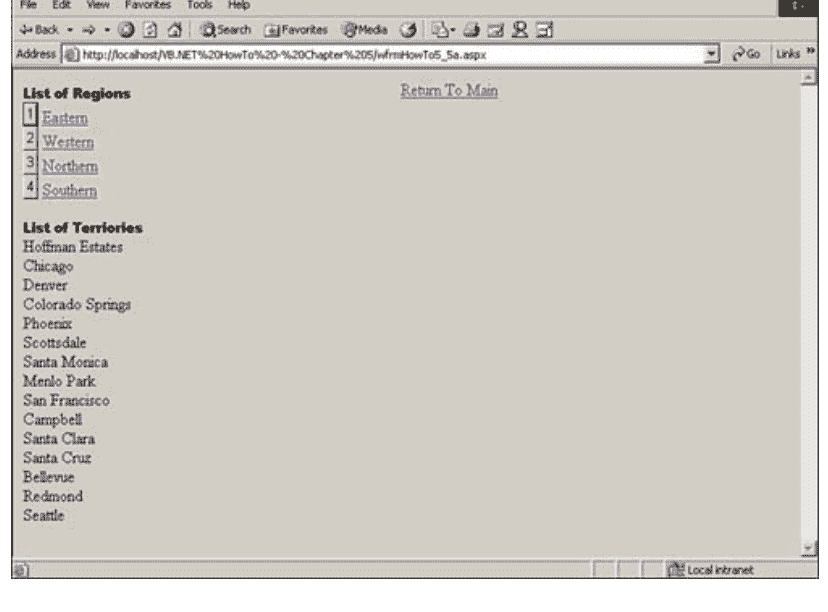 File Edit View Favorites Tools Help
Back Search Favorites Media
Address http://localhost/VB.NET%20HowTo%20-%20Chapter%205/wfrmHowTo5_5a.aspx Go Links »
List of Regions Return To Main
1 Eastern
2 Western
3 Northern
4 Southern
List of Terriories
Hoffman Estates
Chicago
Denver
Colorado Springs
Phoenix
Scottsdale
Santa Monica
Menlo Park
San Francisco
Campbell
Santa Clara
Santa Cruz
Bellevue
Redmond
Seattle
Local intranet